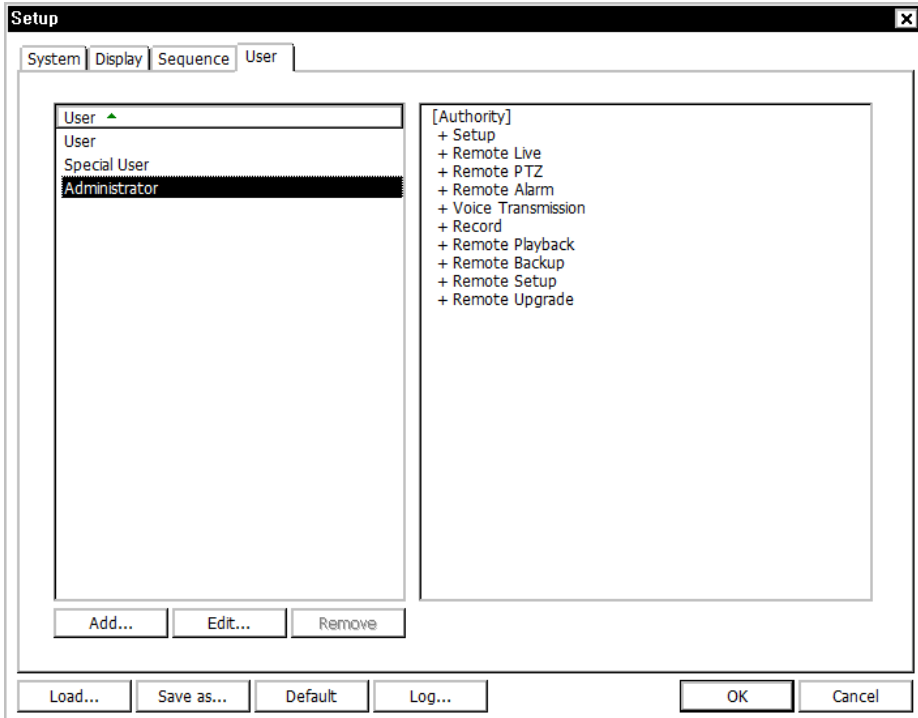 Setup
System Display Sequence User
User
User
Special User
Administrator
[Authority]
+ Setup
+ Remote Live
+ Remote PTZ
+ Remote Alarm
+ Voice Transmission
+ Record
+ Remote Playback
+ Remote Backup
+ Remote Setup
+ Remote Upgrade
Add... Edit... Remove
Load... Save as... Default Log... OK Cancel